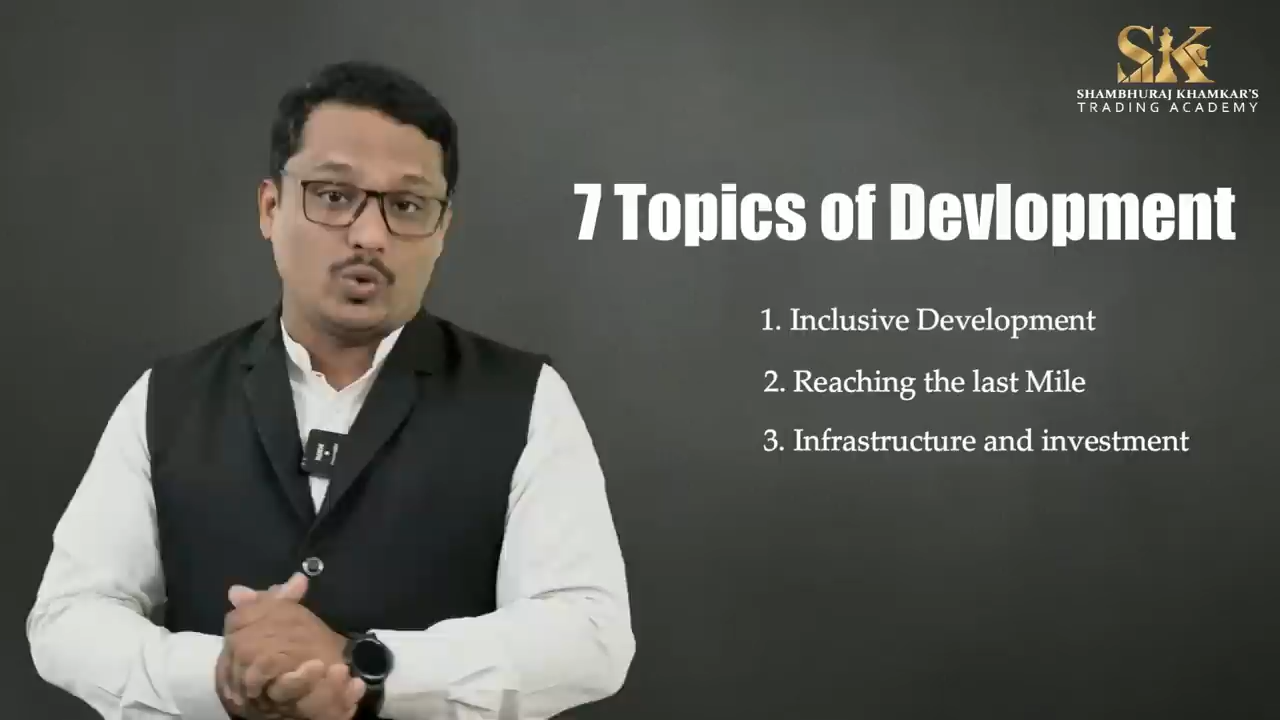 SK
SHAMBHURAJ KHAMKAR'S
TRADING ACADEMY
7 Topics of Devlopment
1. Inclusive Development
2. Reaching the last Mile
3. Infrastructure and investment